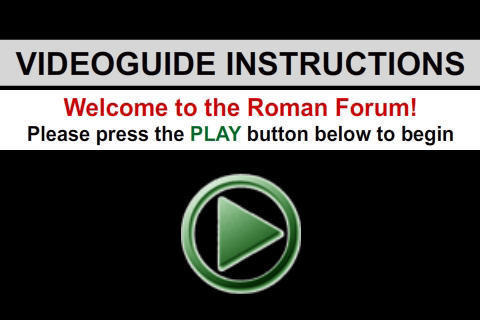 VIDEOGUIDE INSTRUCTIONS
Welcome to the Roman Forum!
Please press the PLAY button below to begin